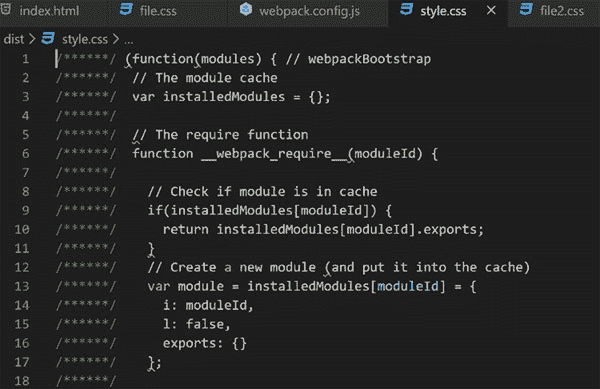 index.html file.css webpack.config.js style.css X file2.css
dist > style.css > ...
1 /******/ (function(modules) { // webpackBootstrap
2 /******/ // The module cache
3 /******/ var installedModules = {};
4 /******/
5 /******/ // The require function
6 /******/ function __webpack_require__(moduleId) {
7 /******/
8 /******/ // Check if module is in cache
9 /******/ if(installedModules[moduleId]) {
10 /******/ return installedModules[moduleId].exports;
11 /******/ }
12 /******/ // Create a new module (and put it into the cache)
13 /******/ var module = installedModules[moduleId] = {
14 /******/ i: moduleId,
15 /******/ l: false,
16 /******/ exports: {}
17 /******/ };
18 /******/